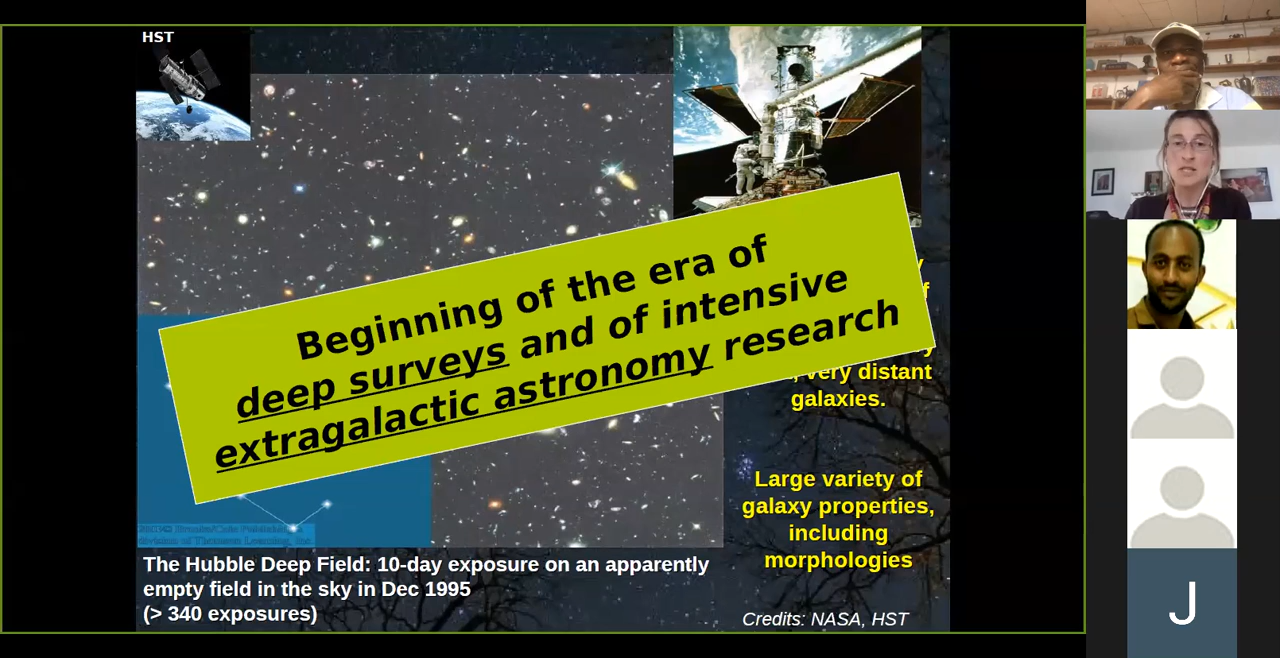 HST
Beginning of the era of
deep surveys and of intensive
extragalactic astronomy research
very distant
galaxies.
Large variety of
galaxy properties,
including
morphologies
The Hubble Deep Field: 10-day exposure on an apparently
empty field in the sky in Dec 1995
(> 340 exposures)
Credits: NASA, HST
J